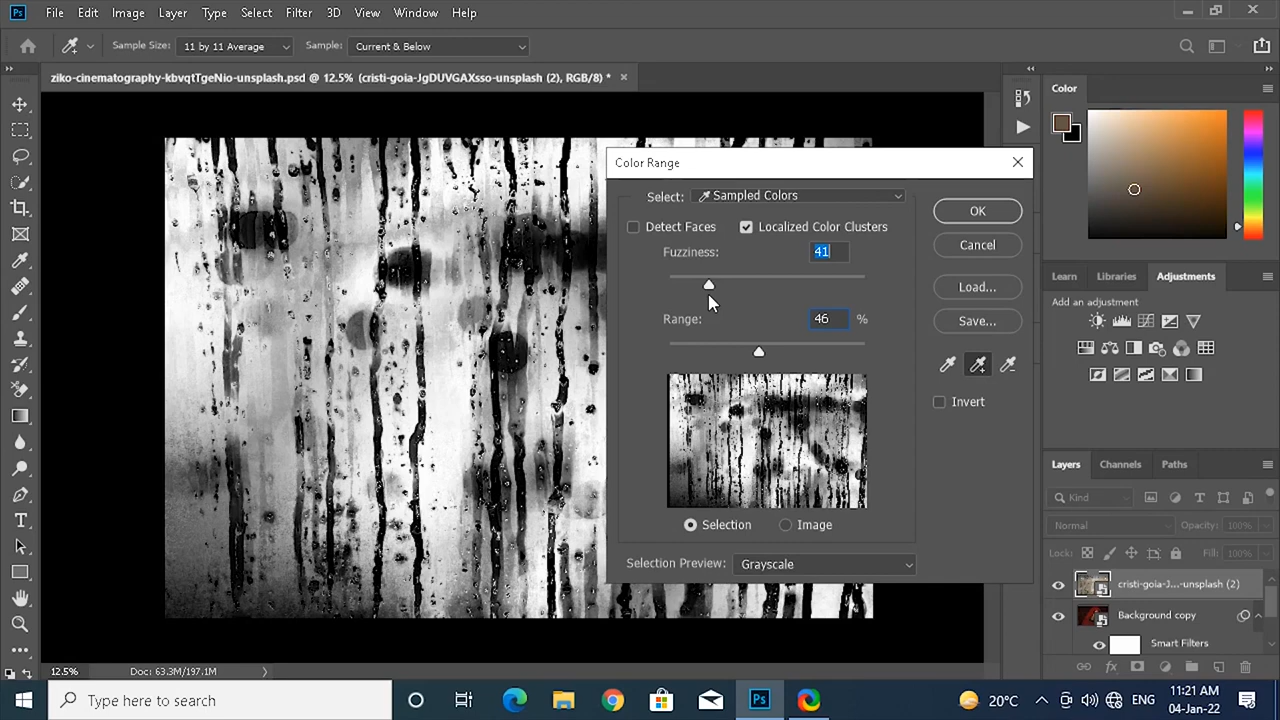 Ps File Edit Image Layer Type Select Filter 3D View Window Help
Sample Size: 11 by 11 Average Sample: Current & Below
ziko-cinematography-kbvqtTgeNio-unsplash.psd @ 12.5% (cristi-goia-JgDUVGAXsso-unsplash (2), RGB/8) *
Color
Color Range
Select: Sampled Colors
Detect Faces Localized Color Clusters
Fuzziness: 41
Range: 46 %
OK
Cancel
Load...
Save...
Invert
Selection Image
Selection Preview: Grayscale
Learn Libraries Adjustments
Add an adjustment
Layers Channels Paths
Kind
Normal Opacity: 100%
Lock: Fill: 100%
cristi-goia-J...-unsplash (2)
Background copy
Smart Filters
12.5% Doc: 63.3M/197.1M
Type here to search
Ps
20°C ENG
11:21 AM
04-Jan-22